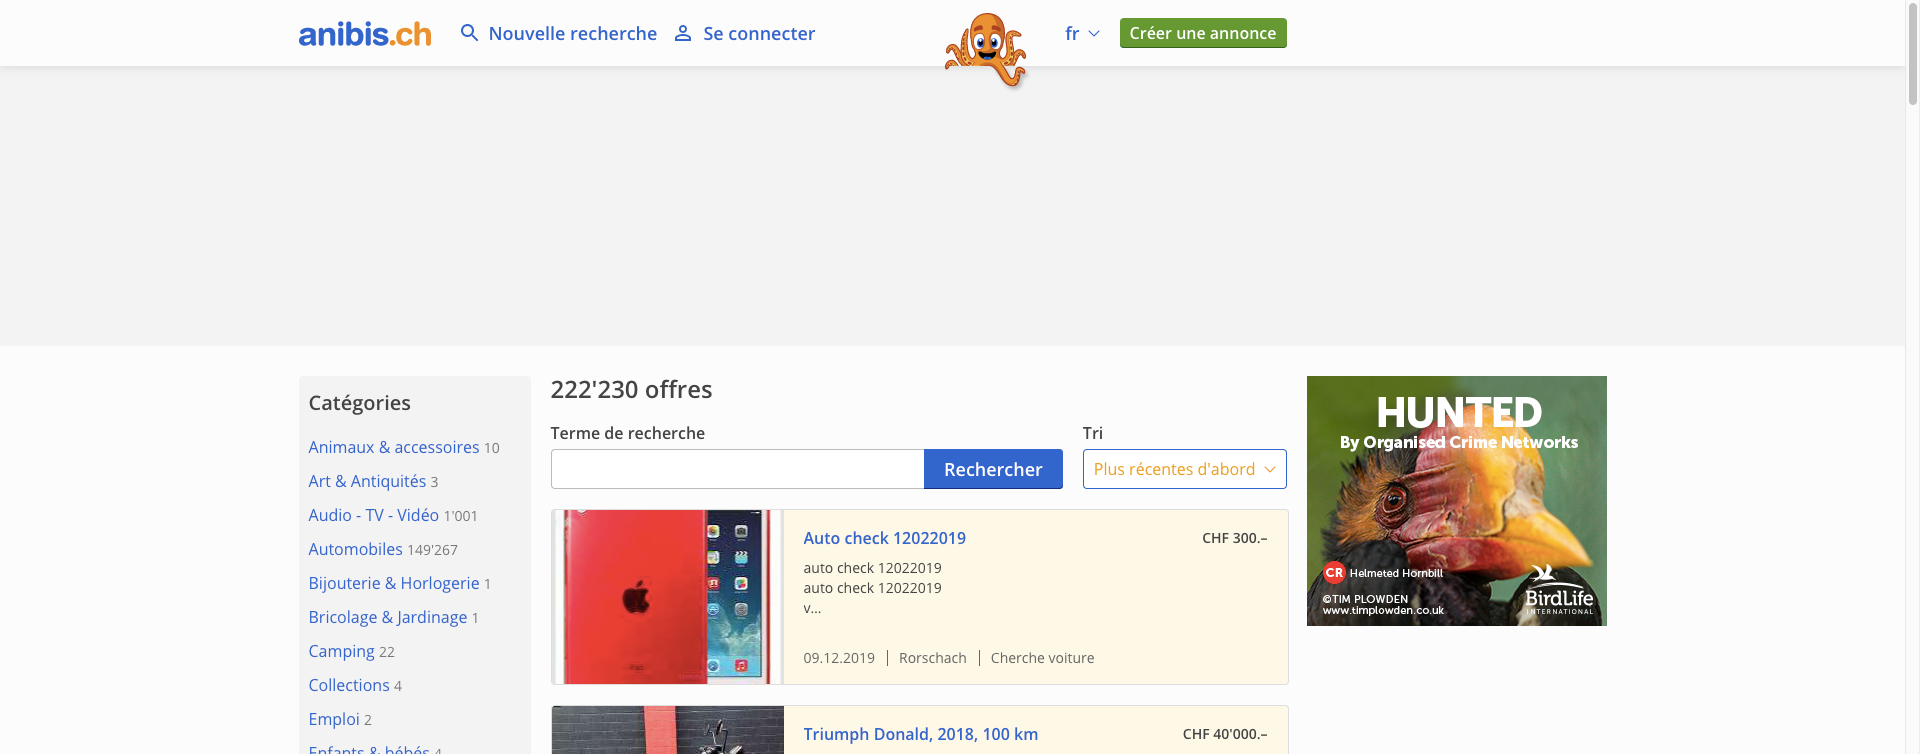 anibis.ch
Nouvelle recherche
Se connecter
fr
Créer une annonce
Catégories
Animaux & accessoires 10
Art & Antiquités 3
Audio - TV - Vidéo 1'001
Automobiles 149'267
Bijouterie & Horlogerie 1
Bricolage & Jardinage 1
Camping 22
Collections 4
Emploi 2
Enfants & bébés 4
222'230 offres
Terme de recherche
Rechercher
Tri
Plus récentes d'abord
Auto check 12022019
CHF 300.–
auto check 12022019
auto check 12022019
v...
09.12.2019
Rorschach
Cherche voiture
Triumph Donald, 2018, 100 km
CHF 40'000.–
HUNTED
By Organised Crime Networks
CR Helmeted Hornbill
©TIM PLOWDEN
www.timplowden.co.uk
BirdLife
INTERNATIONAL